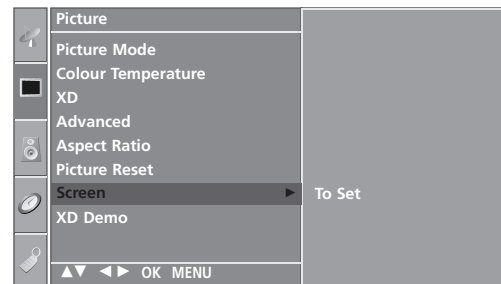 Picture
Picture Mode
Colour Temperature
XD
Advanced
Aspect Ratio
Picture Reset
Screen ► To Set
XD Demo
▲▼ ◄► OK MENU